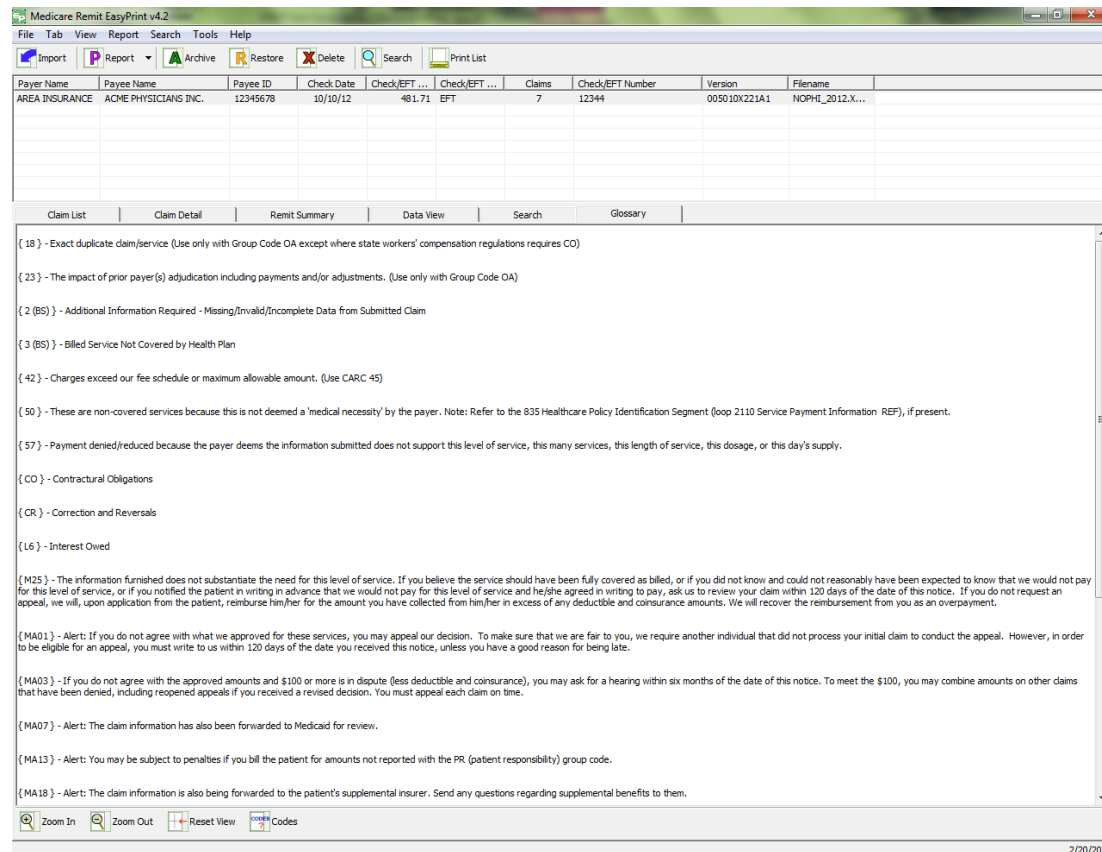 Medicare Remit EasyPrint v4.2
File Tab View Report Search Tools Help
Import Report Archive Restore Delete Search Print List
Payer Name Payee Name Payee ID Check Date Check/EFT ... Check/EFT ... Claims Check/EFT Number Version Filename
AREA INSURANCE ACME PHYSICIANS INC. 12345678 10/10/12 481.71 EFT 7 12344 005010X221A1 NOPHI_2012.X...
Claim List Claim Detail Remit Summary Data View Search Glossary
{ 18 } - Exact duplicate claim/service (Use only with Group Code OA except where state workers' compensation regulations requires CO)
{ 23 } - The impact of prior payer(s) adjudication including payments and/or adjustments. (Use only with Group Code OA)
{ 2 (BS) } - Additional Information Required - Missing/Invalid/Incomplete Data from Submitted Claim
{ 3 (BS) } - Billed Service Not Covered by Health Plan
{ 42 } - Charges exceed our fee schedule or maximum allowable amount. (Use CARC 45)
{ 50 } - These are non-covered services because this is not deemed a 'medical necessity' by the payer. Note: Refer to the 835 Healthcare Policy Identification Segment (loop 2110 Service Payment Information REF), if present.
{ 57 } - Payment denied/reduced because the payer deems the information submitted does not support this level of service, this many services, this length of service, this dosage, or this day's supply.
{ CO } - Contractural Obligations
{ CR } - Correction and Reversals
{ L6 } - Interest Owed
{ M25 } - The information furnished does not substantiate the need for this level of service. If you believe the service should have been fully covered as billed, or if you did not know and could not reasonably have been expected to know that we would not pay
for this level of service, or if you notified the patient in writing in advance that we would not pay for this level of service and he/she agreed in writing to pay, ask us to review your claim within 120 days of the date of this notice. If you do not request an
appeal, we will, upon application from the patient, reimburse him/her for the amount you have collected from him/her in excess of any deductible and coinsurance amounts. We will recover the reimbursement from you as an overpayment.
{ MA01 } - Alert: If you do not agree with what we approved for these services, you may appeal our decision. To make sure that we are fair to you, we require another individual that did not process your initial claim to conduct the appeal. However, in order
to be eligible for an appeal, you must write to us within 120 days of the date you received this notice, unless you have a good reason for being late.
{ MA03 } - If you do not agree with the approved amounts and $100 or more is in dispute (less deductible and coinsurance), you may ask for a hearing within six months of the date of this notice. To meet the $100, you may combine amounts on other claims
that have been denied, including reopened appeals if you received a revised decision. You must appeal each claim on time.
{ MA07 } - Alert: The claim information has also been forwarded to Medicaid for review.
{ MA13 } - Alert: You may be subject to penalties if you bill the patient for amounts not reported with the PR (patient responsibility) group code.
{ MA18 } - Alert: The claim information is also being forwarded to the patient's supplemental insurer. Send any questions regarding supplemental benefits to them.
Zoom In Zoom Out Reset View CODES ? Codes
2/20/20